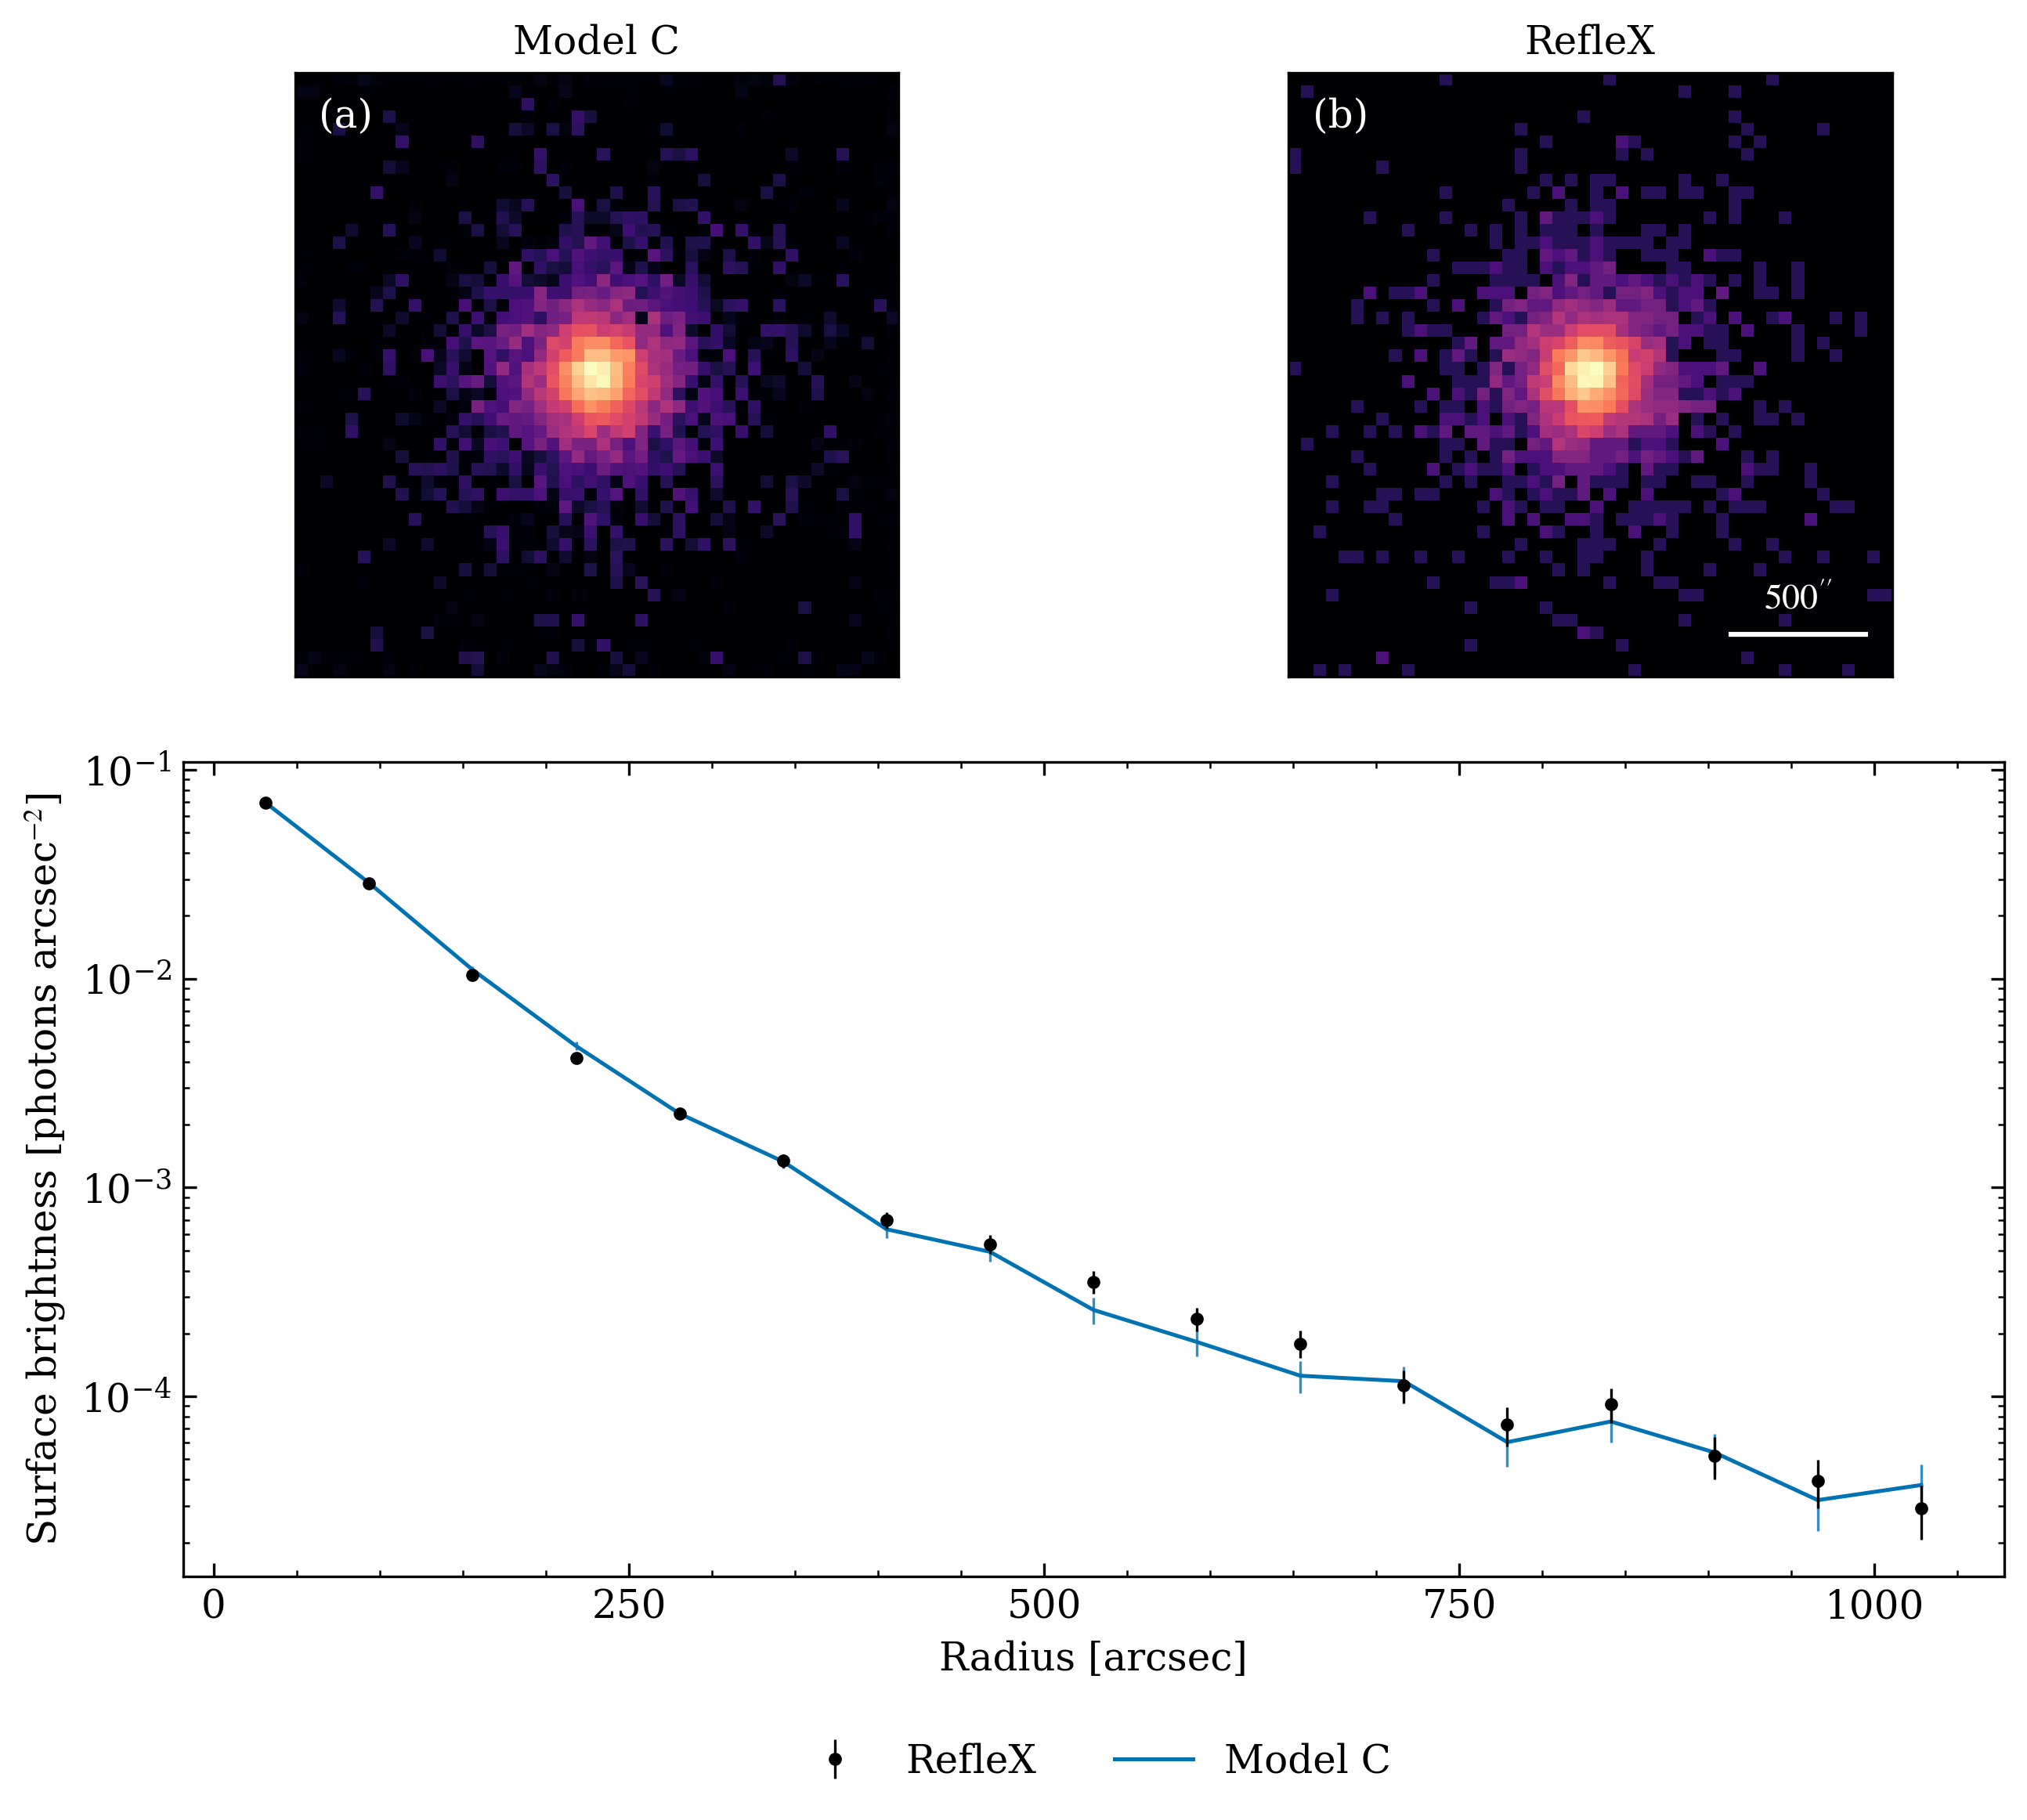 Model C
RefleX
(a)
(b)
500″
10⁻¹
10⁻²
10⁻³
10⁻⁴
Surface brightness [photons arcsec⁻²]
0 250 500 750 1000
Radius [arcsec]
RefleX Model C